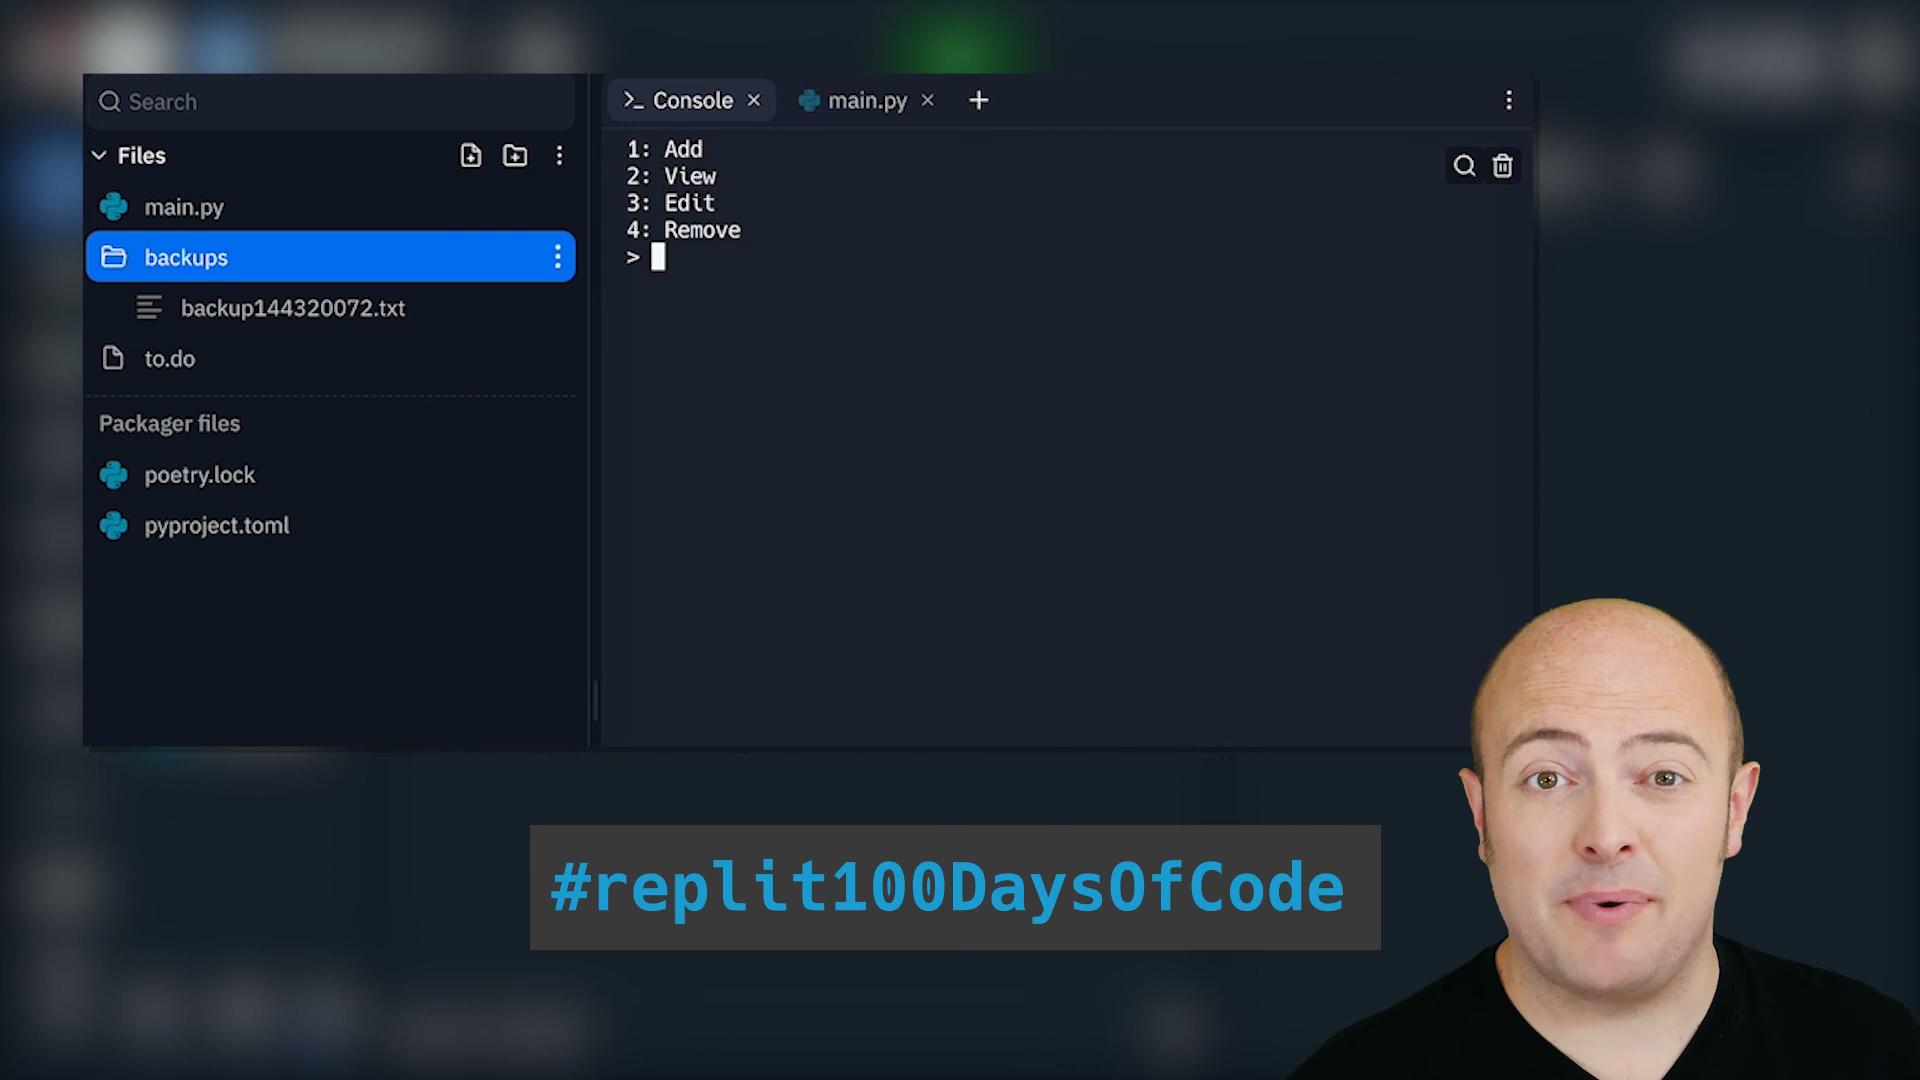 Search
Files
main.py
backups
backup144320072.txt
to.do
Packager files
poetry.lock
pyproject.toml
>_ Console × main.py × +
1: Add
2: View
3: Edit
4: Remove
>
#replit100DaysOfCode